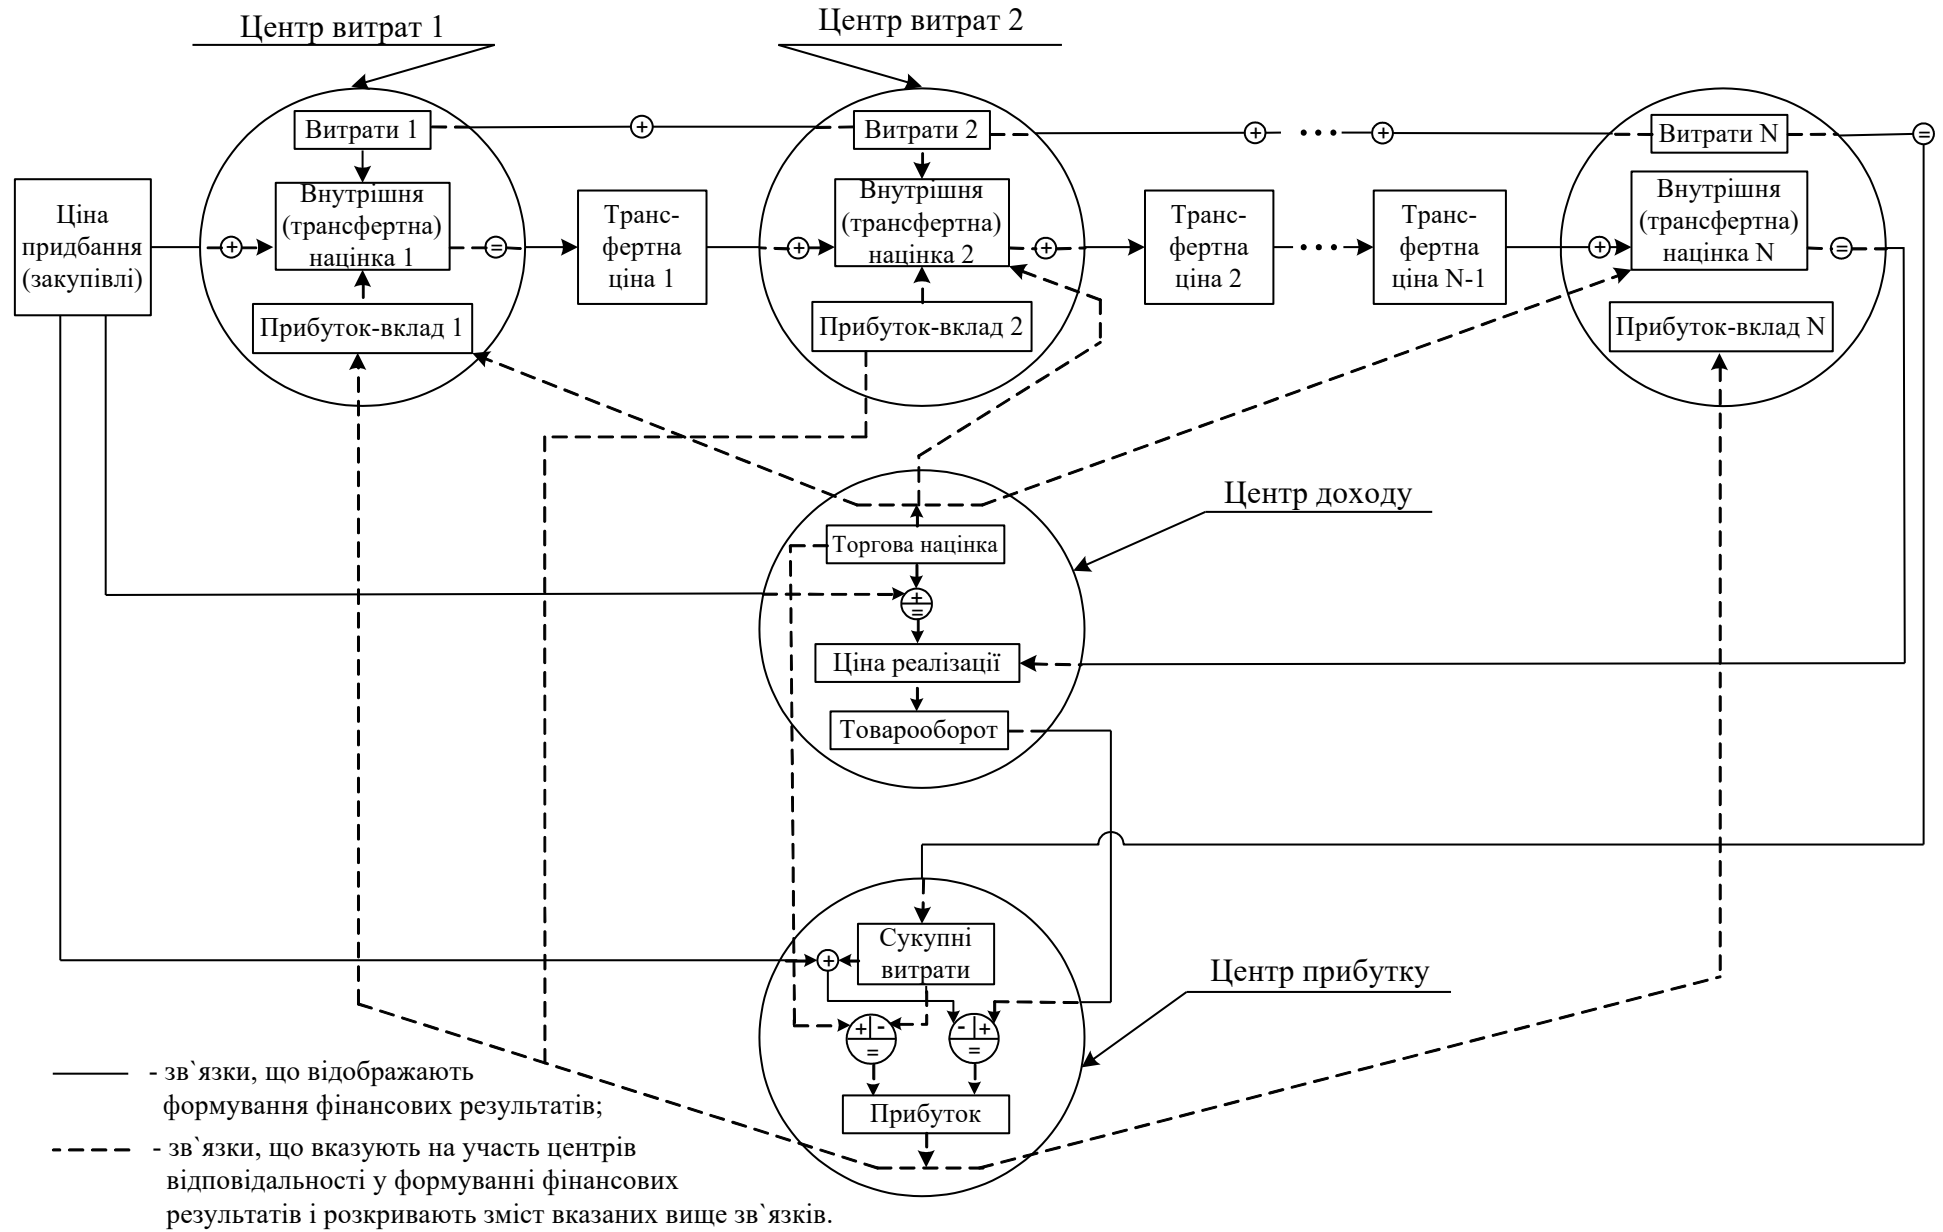 Центр витрат 1
Центр витрат 2
Витрати 1
+
Витрати 2
+
...
+
Витрати N
=
Ціна
придбання
(закупівлі)
+
Внутрішня
(трансфертна)
націнка 1
=
Транс-
фертна
ціна 1
+
Внутрішня
(трансфертна)
націнка 2
+
Транс-
фертна
ціна 2
...
Транс-
фертна
ціна N-1
+
Внутрішня
(трансфертна)
націнка N
=
Прибуток-вклад 1
Прибуток-вклад 2
Прибуток-вклад N
Центр доходу
Торгова націнка
+
=
Ціна реалізації
Товарооборот
Сукупні
витрати
+
Центр прибутку
+ -
=
- +
=
Прибуток
- зв`язки, що відображають
формування фінансових результатів;
- зв`язки, що вказують на участь центрів
відповідальності у формуванні фінансових
результатів і розкривають зміст вказаних вище зв`язків.